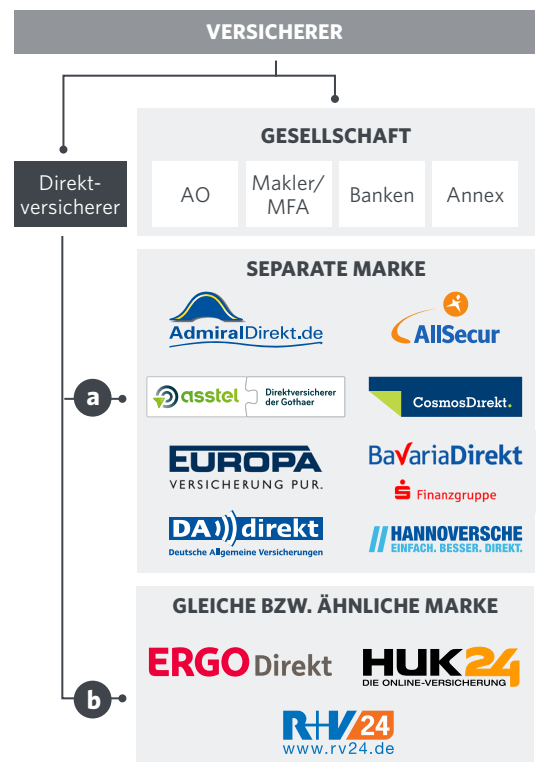 VERSICHERER
GESELLSCHAFT
Direkt-
versicherer
AO
Makler/
MFA
Banken
Annex
SEPARATE MARKE
AdmiralDirekt.de
AllSecur
asstel
Direktversicherer
der Gothaer
CosmosDirekt.
a
EUROPA
VERSICHERUNG PUR.
BaVariaDirekt
Finanzgruppe
DA direkt
Deutsche Allgemeine Versicherungen
HANNOVERSCHE
EINFACH. BESSER. DIREKT.
GLEICHE BZW. ÄHNLICHE MARKE
ERGO Direkt
HUK24
DIE ONLINE-VERSICHERUNG
b
R+V/24
www.rv24.de